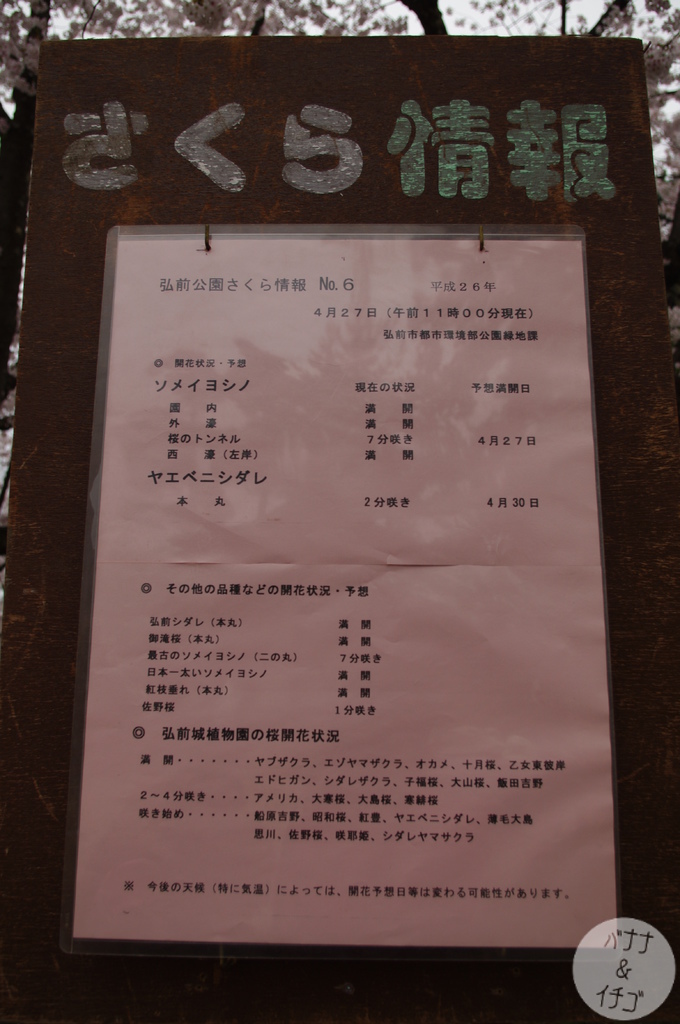 さくら情報
弘前公園さくら情報 No.6 平成26年
4月27日(午前11時00分現在)
弘前市都市環境部公園緑地課
◎ 開花状況・予想
ソメイヨシノ 現在の状況 予想満開日
園 内 満 開
外 濠 満 開
桜のトンネル 7分咲き 4月27日
西 濠(左岸) 満 開
ヤエベニシダレ
本 丸 2分咲き 4月30日
◎ その他の品種などの開花状況・予想
弘前シダレ(本丸) 満 開
御滝桜(本丸) 満 開
最古のソメイヨシノ(二の丸) 7分咲き
日本一太いソメイヨシノ 満 開
紅枝垂れ(本丸) 満 開
佐野桜 1分咲き
◎ 弘前城植物園の桜開花状況
満 開・・・・・・・ヤブザクラ、エゾヤマザクラ、オカメ、十月桜、乙女東彼岸
エドヒガン、シダレザクラ、子福桜、大山桜、飯田吉野
2~4分咲き・・・・アメリカ、大寒桜、大島桜、寒緋桜
咲き始め・・・・・・船原吉野、昭和桜、紅豊、ヤエベニシダレ、薄毛大島
思川、佐野桜、咲耶姫、シダレヤマザクラ
※ 今後の天候(特に気温)によっては、開花予想日等は変わる可能性があります。
バナナ
&
イチゴ